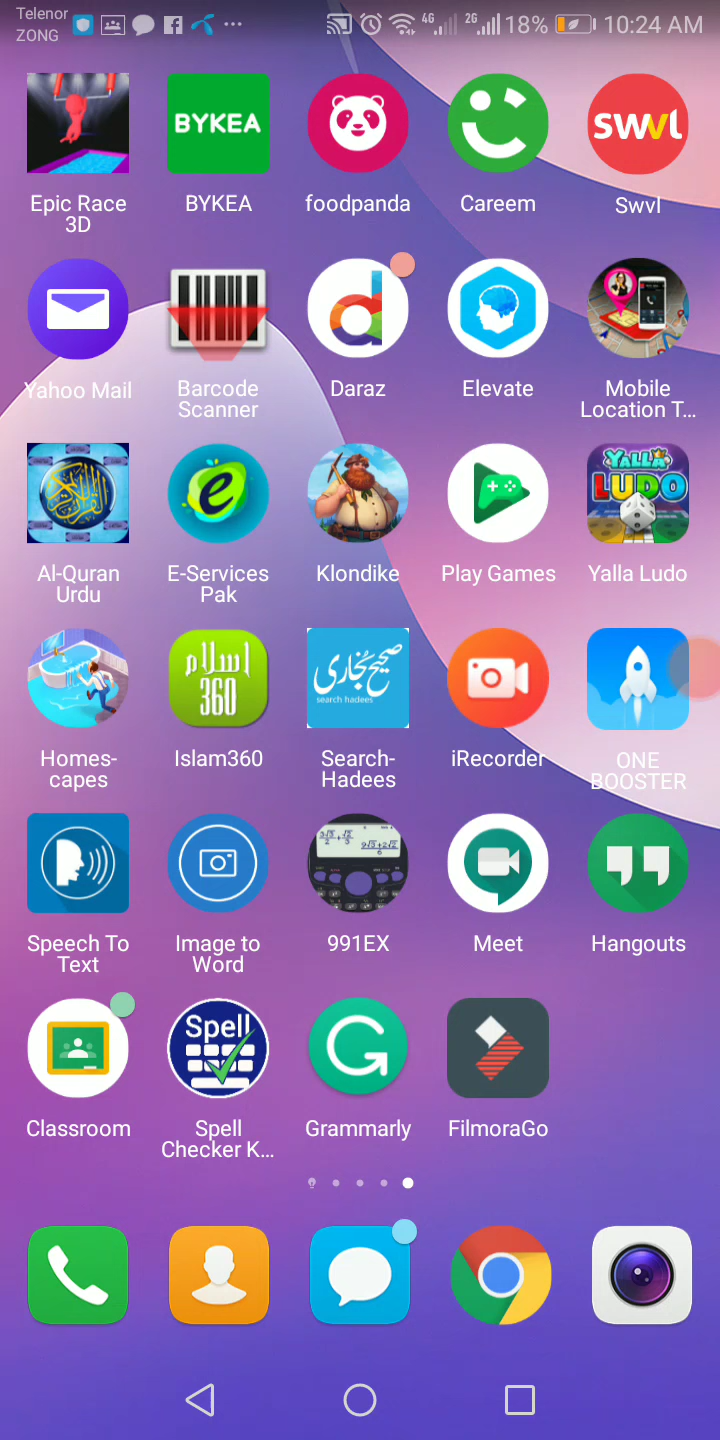 Telenor
ZONG
4G
2G
18%
10:24 AM
BYKEA
swvl
Epic Race
3D
BYKEA
foodpanda
Careem
Swvl
Yahoo Mail
Barcode
Scanner
Daraz
Elevate
Mobile
Location T...
YALLA
LUDO
e
Al-Quran
Urdu
E-Services
Pak
Klondike
Play Games
Yalla Ludo
اسلام
360
صحیح بخاری
search hadees
Homes-
capes
Islam360
Search-
Hadees
iRecorder
ONE
BOOSTER
Speech To
Text
Image to
Word
991EX
Meet
Hangouts
Spell
Classroom
Spell
Checker K...
Grammarly
FilmoraGo